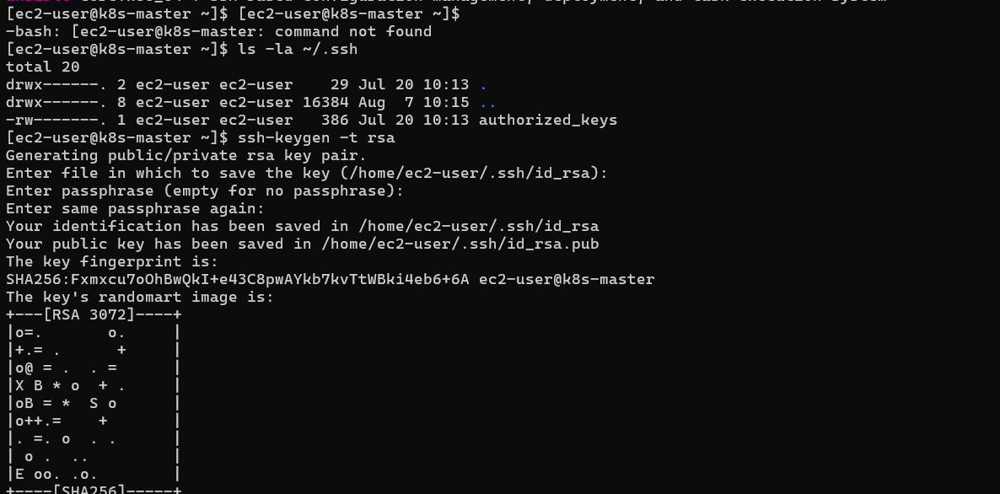 [ec2-user@k8s-master ~]$ [ec2-user@k8s-master ~]$
-bash: [ec2-user@k8s-master: command not found
[ec2-user@k8s-master ~]$ ls -la ~/.ssh
total 20
drwx------. 2 ec2-user ec2-user    29 Jul 20 10:13 .
drwx------. 8 ec2-user ec2-user 16384 Aug  7 10:15 ..
-rw-------. 1 ec2-user ec2-user   386 Jul 20 10:13 authorized_keys
[ec2-user@k8s-master ~]$ ssh-keygen -t rsa
Generating public/private rsa key pair.
Enter file in which to save the key (/home/ec2-user/.ssh/id_rsa):
Enter passphrase (empty for no passphrase):
Enter same passphrase again:
Your identification has been saved in /home/ec2-user/.ssh/id_rsa
Your public key has been saved in /home/ec2-user/.ssh/id_rsa.pub
The key fingerprint is:
SHA256:Fxmxcu7oOhBwQkI+e43C8pwAYkb7kvTtWBki4eb6+6A ec2-user@k8s-master
The key's randomart image is:
+---[RSA 3072]----+
|o=.       o.     |
|+.= .      +     |
|o@ = .  . =      |
|X B * o  + .     |
|oB = *  S o      |
|o++.=    +       |
|. =. o  . .      |
| o .  ..         |
|E oo. .o.        |
+----[SHA256]-----+